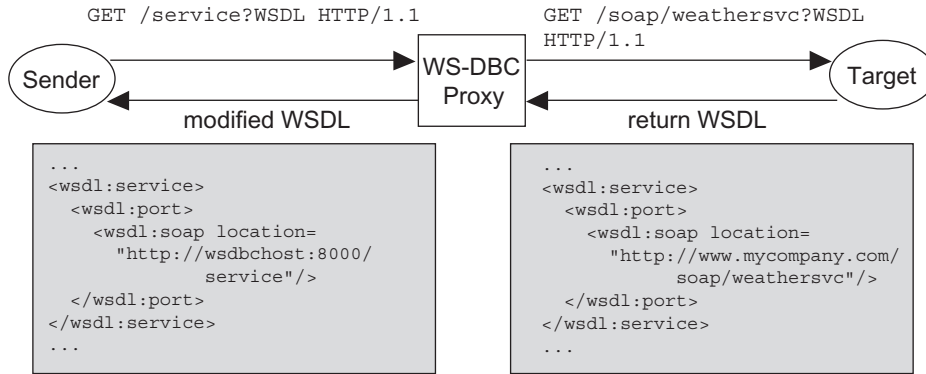 GET /service?WSDL HTTP/1.1
GET /soap/weathersvc?WSDL
HTTP/1.1
Sender
WS-DBC
Proxy
Target
modified WSDL
return WSDL
...
<wsdl:service>
<wsdl:port>
<wsdl:soap location=
"http://wsdbchost:8000/
service"/>
</wsdl:port>
</wsdl:service>
...
...
<wsdl:service>
<wsdl:port>
<wsdl:soap location=
"http://www.mycompany.com/
soap/weathersvc"/>
</wsdl:port>
</wsdl:service>
...